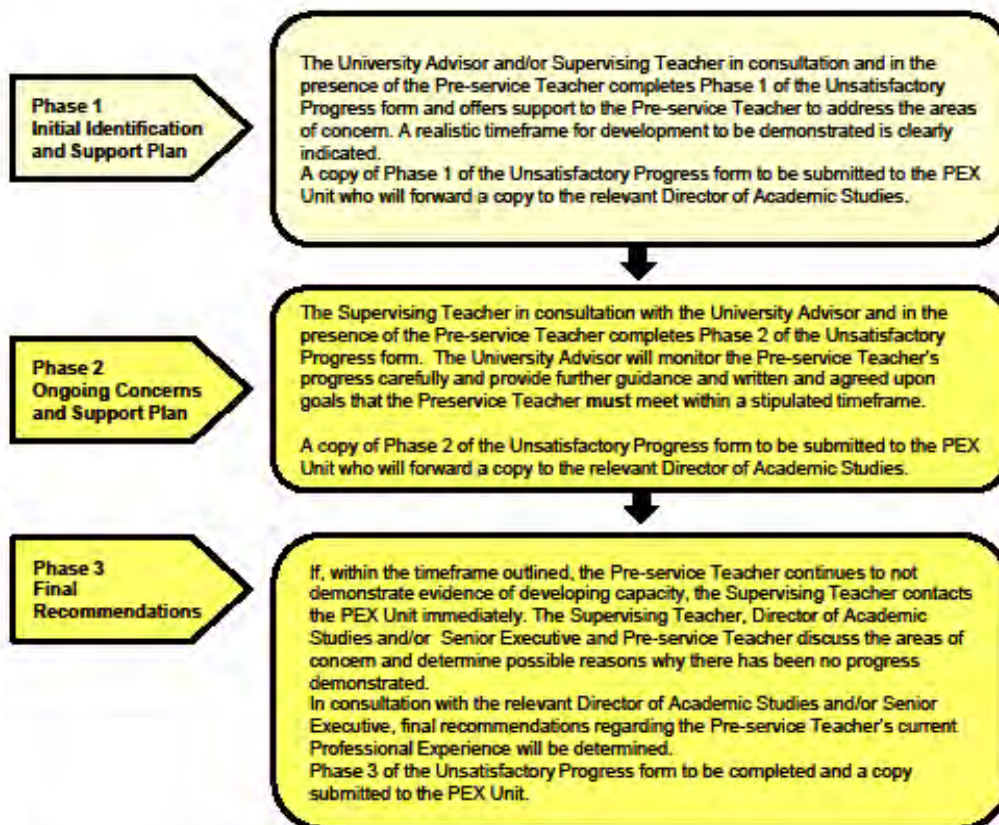 Phase 1
Initial Identification
and Support Plan
The University Advisor and/or Supervising Teacher in consultation and in the
presence of the Pre-service Teacher completes Phase 1 of the Unsatisfactory
Progress form and offers support to the Pre-service Teacher to address the areas
of concern. A realistic timeframe for development to be demonstrated is clearly
indicated.
A copy of Phase 1 of the Unsatisfactory Progress form to be submitted to the PEX
Unit who will forward a copy to the relevant Director of Academic Studies.
Phase 2
Ongoing Concerns
and Support Plan
The Supervising Teacher in consultation with the University Advisor and in the
presence of the Pre-service Teacher completes Phase 2 of the Unsatisfactory
Progress form. The University Advisor will monitor the Pre-service Teacher's
progress carefully and provide further guidance and written and agreed upon
goals that the Preservice Teacher must meet within a stipulated timeframe.
A copy of Phase 2 of the Unsatisfactory Progress form to be submitted to the PEX
Unit who will forward a copy to the relevant Director of Academic Studies.
Phase 3
Final
Recommendations
If, within the timeframe outlined, the Pre-service Teacher continues to not
demonstrate evidence of developing capacity, the Supervising Teacher contacts
the PEX Unit immediately. The Supervising Teacher, Director of Academic
Studies and/or Senior Executive and Pre-service Teacher discuss the areas of
concern and determine possible reasons why there has been no progress
demonstrated.
In consultation with the relevant Director of Academic Studies and/or Senior
Executive, final recommendations regarding the Pre-service Teacher's current
Professional Experience will be determined.
Phase 3 of the Unsatisfactory Progress form to be completed and a copy
submitted to the PEX Unit.